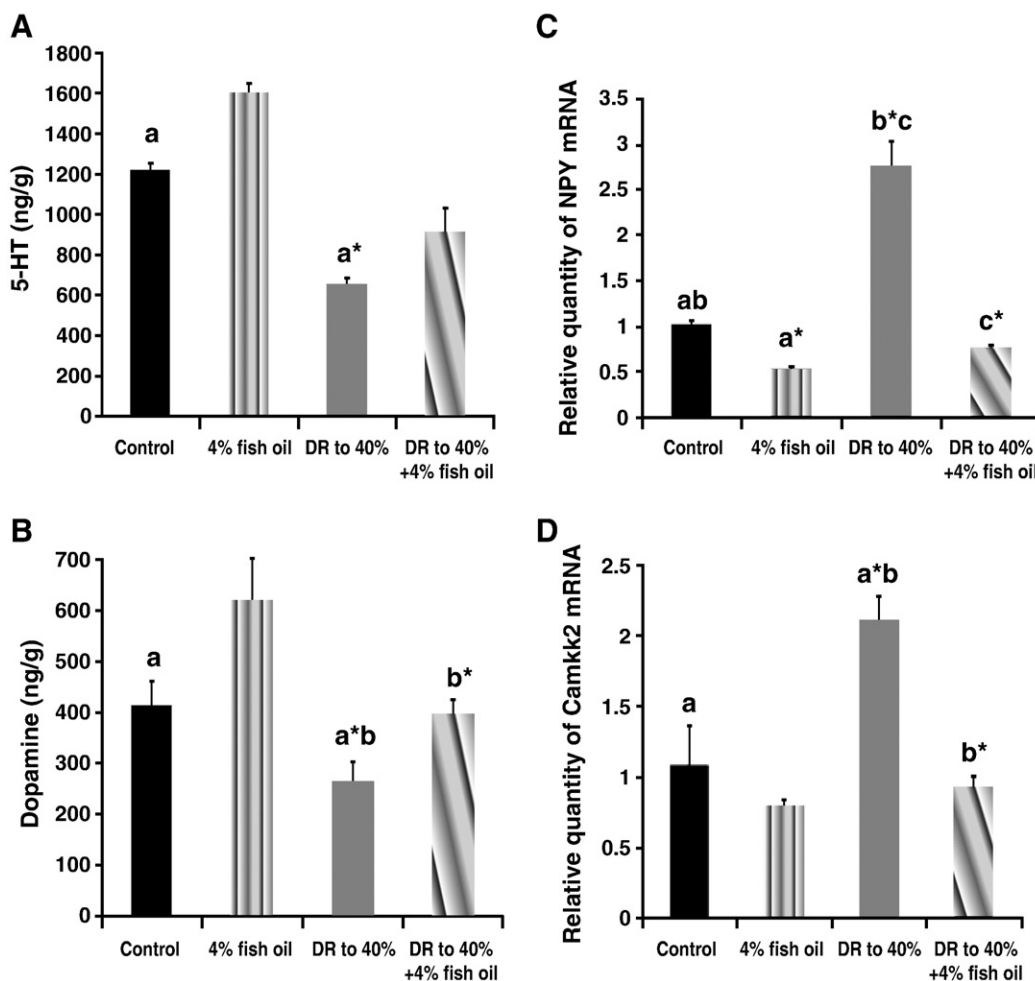 A
5-HT (ng/g)
1800
1600
1400
1200
1000
800
600
400
200
0
a
a*
Control
4% fish oil
DR to 40%
DR to 40%
+4% fish oil
B
Dopamine (ng/g)
700
600
500
400
300
200
100
0
a
a*b
b*
Control
4% fish oil
DR to 40%
DR to 40%
+4% fish oil
C
Relative quantity of NPY mRNA
3.5
3
2.5
2
1.5
1
0.5
0
ab
a*
b*c
c*
Control
4% fish oil
DR to 40%
DR to 40%
+4% fish oil
D
Relative quantity of Camkk2 mRNA
2.5
2
1.5
1
0.5
0
a
a*b
b*
Control
4% fish oil
DR to 40%
DR to 40%
+4% fish oil